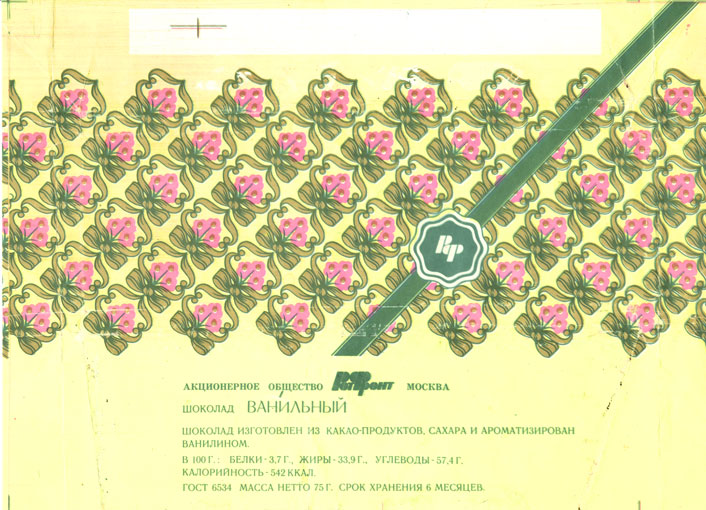 Кр
АКЦИОНЕРНОЕ ОБЩЕСТВО РОТ ФРОНТ МОСКВА
ШОКОЛАД ВАНИЛЬНЫЙ
ШОКОЛАД ИЗГОТОВЛЕН ИЗ КАКАО-ПРОДУКТОВ, САХАРА И АРОМАТИЗИРОВАН
ВАНИЛИНОМ.
В 100 Г.: БЕЛКИ-3,7 Г., ЖИРЫ-33,9 Г., УГЛЕВОДЫ-57,4 Г.
КАЛОРИЙНОСТЬ-542 ККАЛ.
ГОСТ 6534 МАССА НЕТТО 75 Г. СРОК ХРАНЕНИЯ 6 МЕСЯЦЕВ.